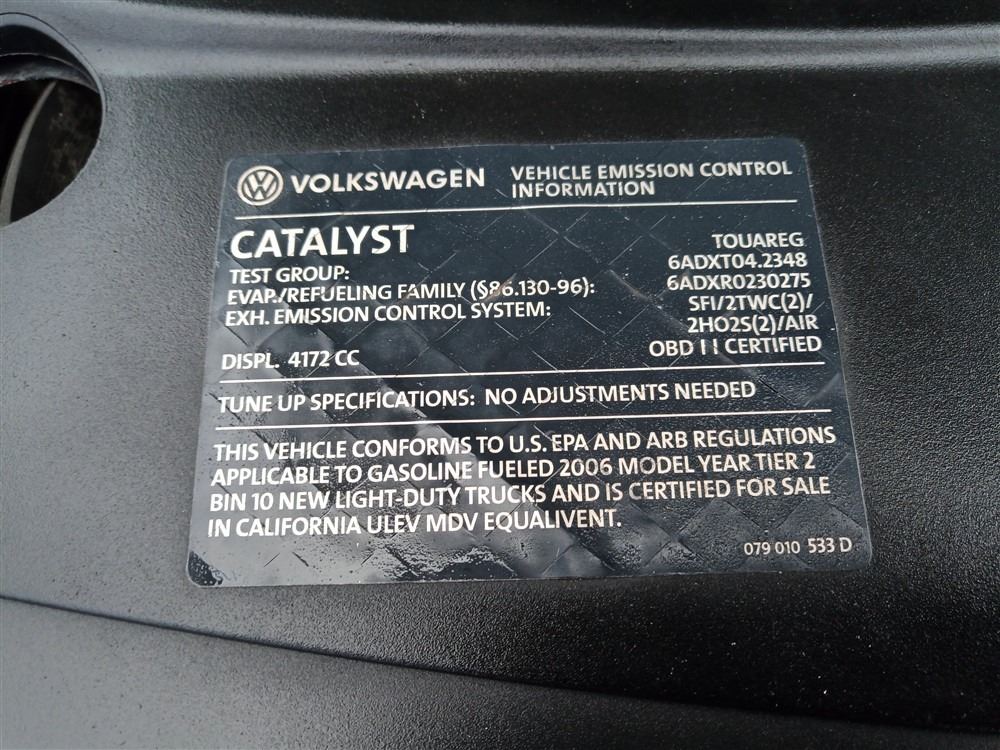 VOLKSWAGEN VEHICLE EMISSION CONTROL INFORMATION
CATALYST
TOUAREG
TEST GROUP: 6ADXT04.2348
EVAP./REFUELING FAMILY (§86.130-96): 6ADXR0230275
EXH. EMISSION CONTROL SYSTEM: SFI/2TWC(2)/
2HO2S(2)/AIR
DISPL. 4172 CC OBD II CERTIFIED
TUNE UP SPECIFICATIONS: NO ADJUSTMENTS NEEDED
THIS VEHICLE CONFORMS TO U.S. EPA AND ARB REGULATIONS
APPLICABLE TO GASOLINE FUELED 2006 MODEL YEAR TIER 2
BIN 10 NEW LIGHT-DUTY TRUCKS AND IS CERTIFIED FOR SALE
IN CALIFORNIA ULEV MDV EQUALIVENT.
079 010 533 D